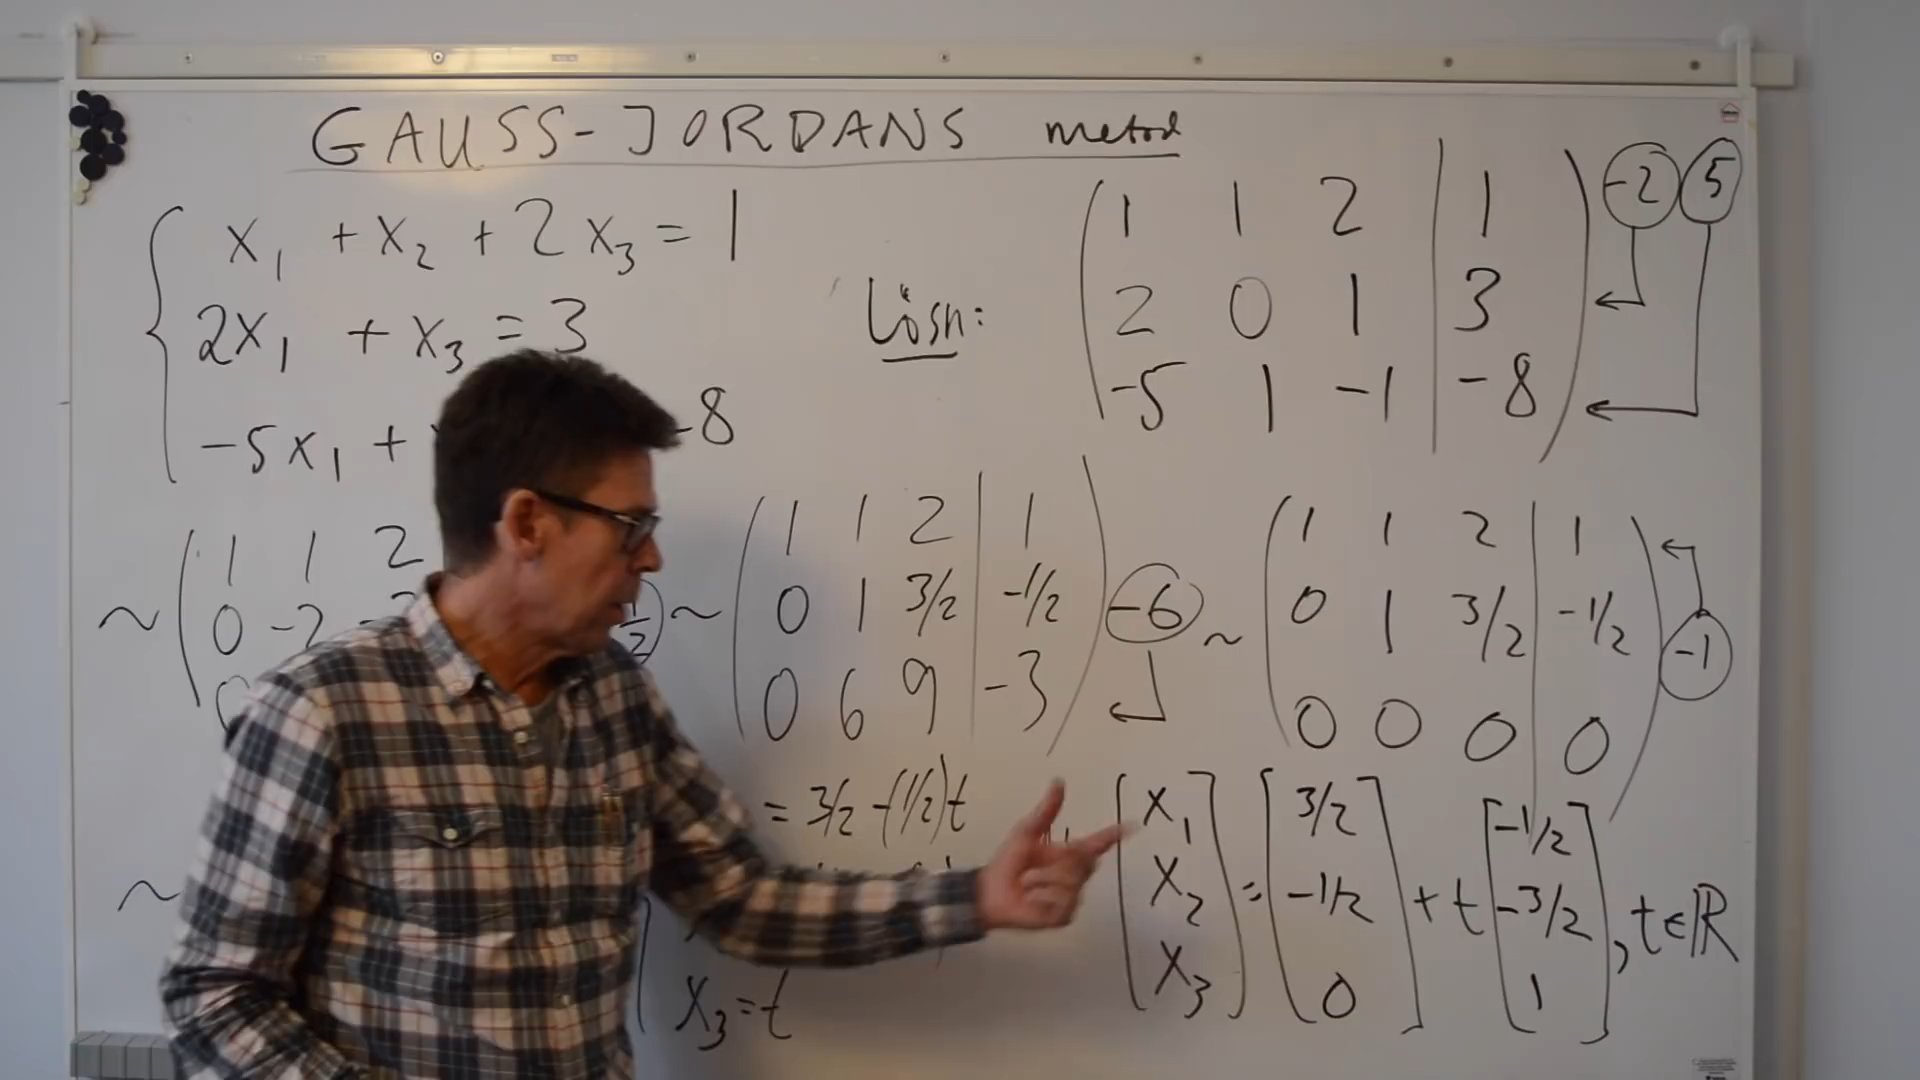 GAUSS-JORDANS metod
x₁ + x₂ + 2x₃ = 1
2x₁ + x₃ = 3
-5x₁ + -8
Lösn:
1 1 2 | 1
2 0 1 | 3
-5 1 -1 | -8
-2 5
~ 1 1 2
0 -2
0
1/2
~ 1 1 2 | 1
0 1 3/2 | -1/2
0 6 9 | -3
-6
~ 1 1 2 | 1
0 1 3/2 | -1/2
0 0 0 | 0
-1
~
= 3/2 -(1/2)t
x₃ = t
[x₁ x₂ x₃] = [3/2 -1/2 0] + t [-1/2 -3/2 1], t ∈ ℝ